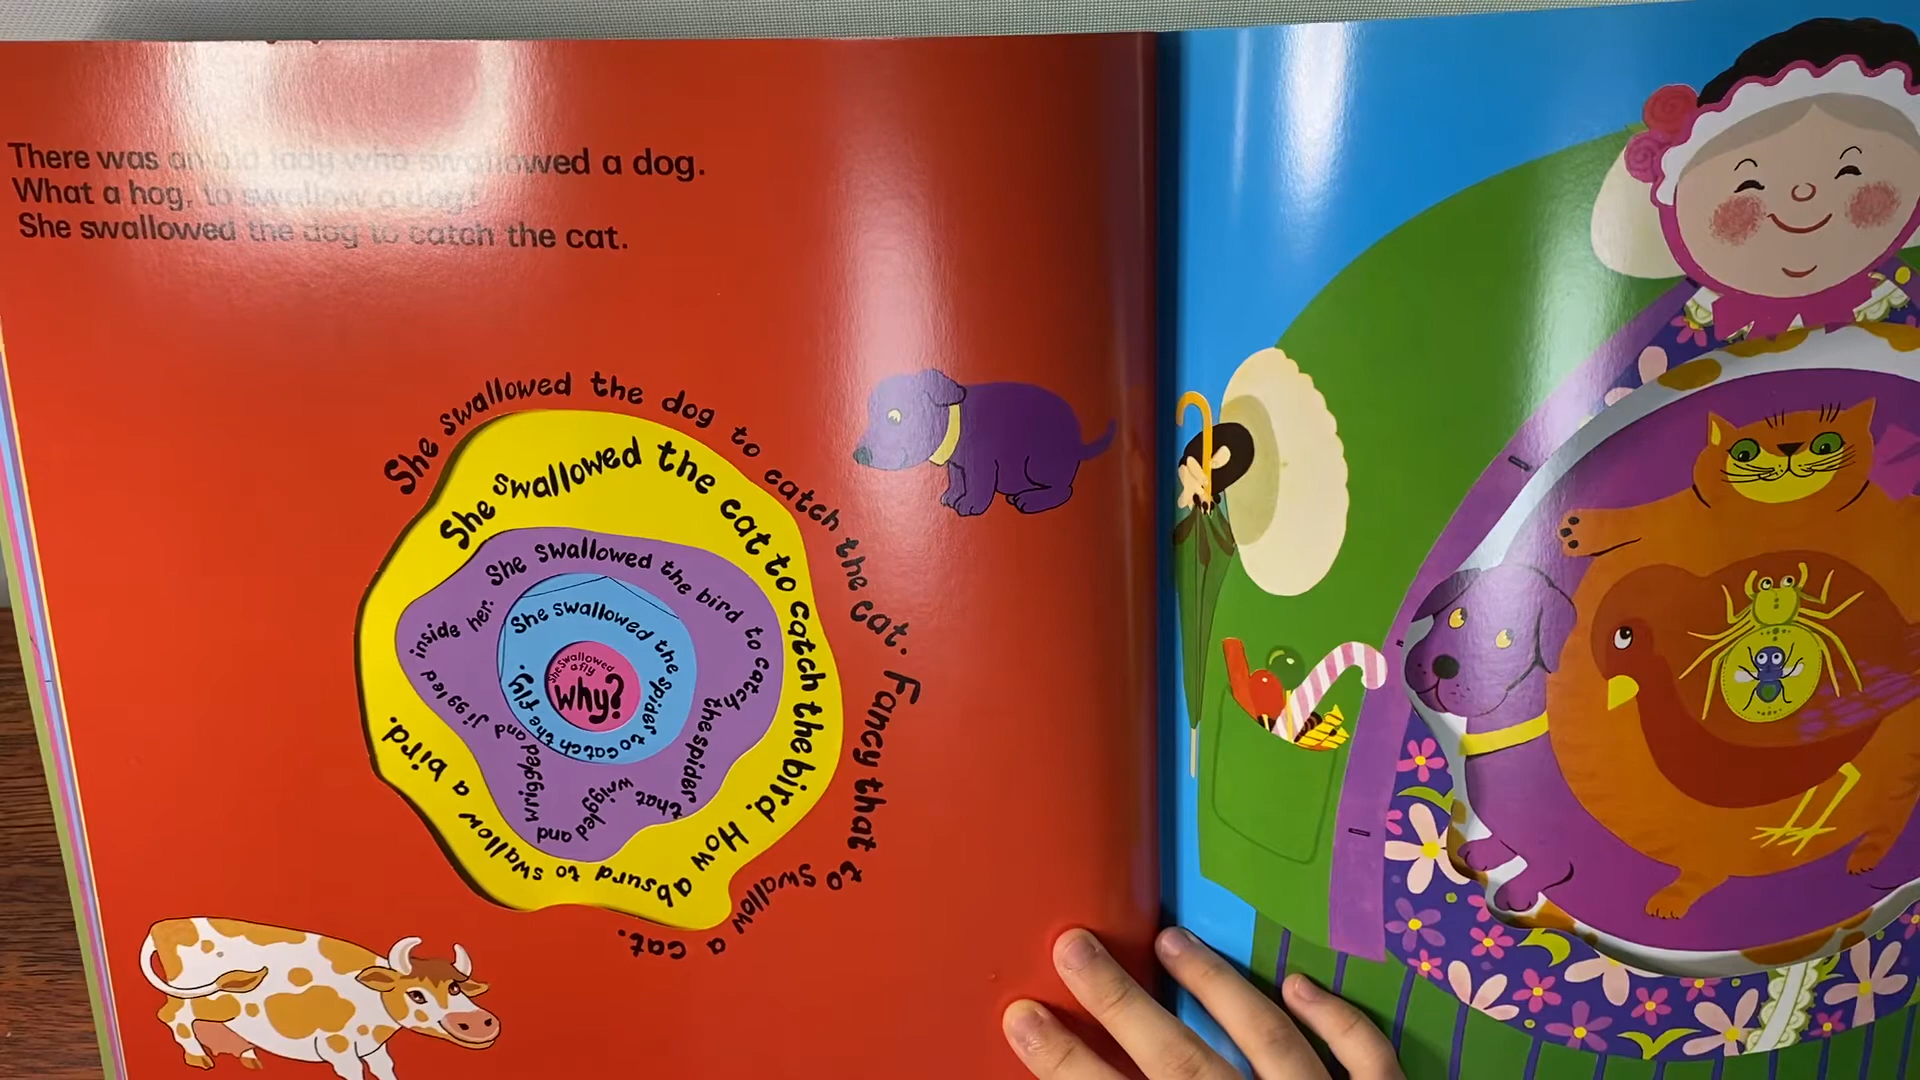 There was an old lady who swallowed a dog.
What a hog, to swallow a dog!
She swallowed the dog to catch the cat.
She swallowed the dog to catch the cat. Fancy that to swallow a cat.
She swallowed the cat to catch the bird. How absurd to swallow a bird.
She swallowed the bird to catch the spider that wriggled and wriggled and jiggled inside her.
She swallowed the spider to catch the fly.
She swallowed
a fly
why?